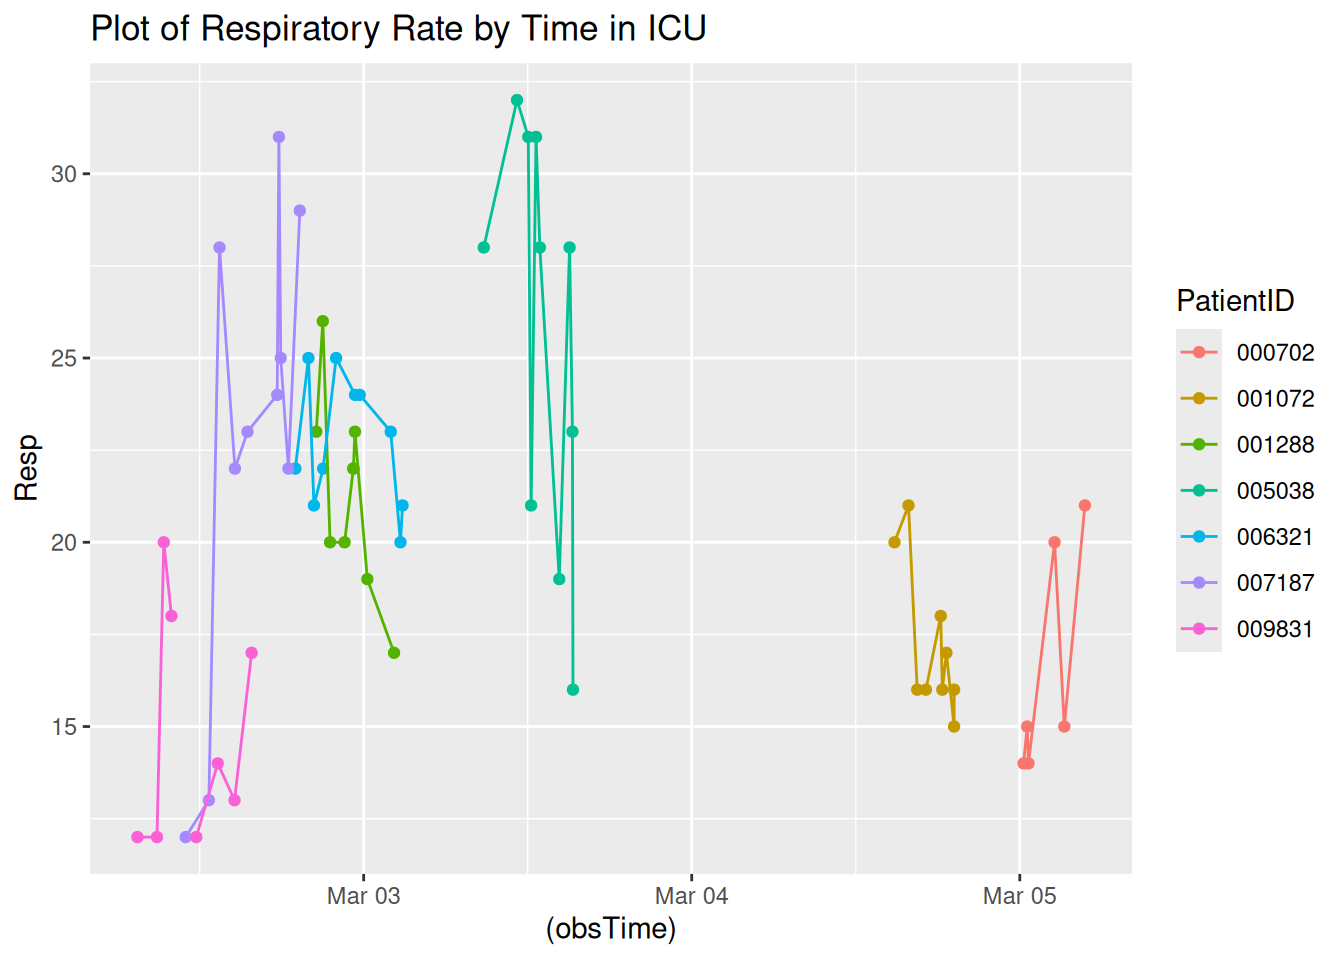 Plot of Respiratory Rate by Time in ICU
Resp
30
25
20
15
Mar 03
Mar 04
Mar 05
(obsTime)
PatientID
000702
001072
001288
005038
006321
007187
009831